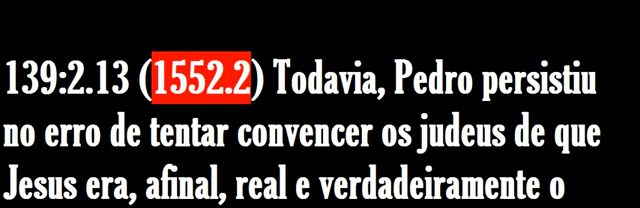 139:2.13 (1552.2) Todavia, Pedro persistiu
no erro de tentar convencer os judeus de que
Jesus era, afinal, real e verdadeiramente o